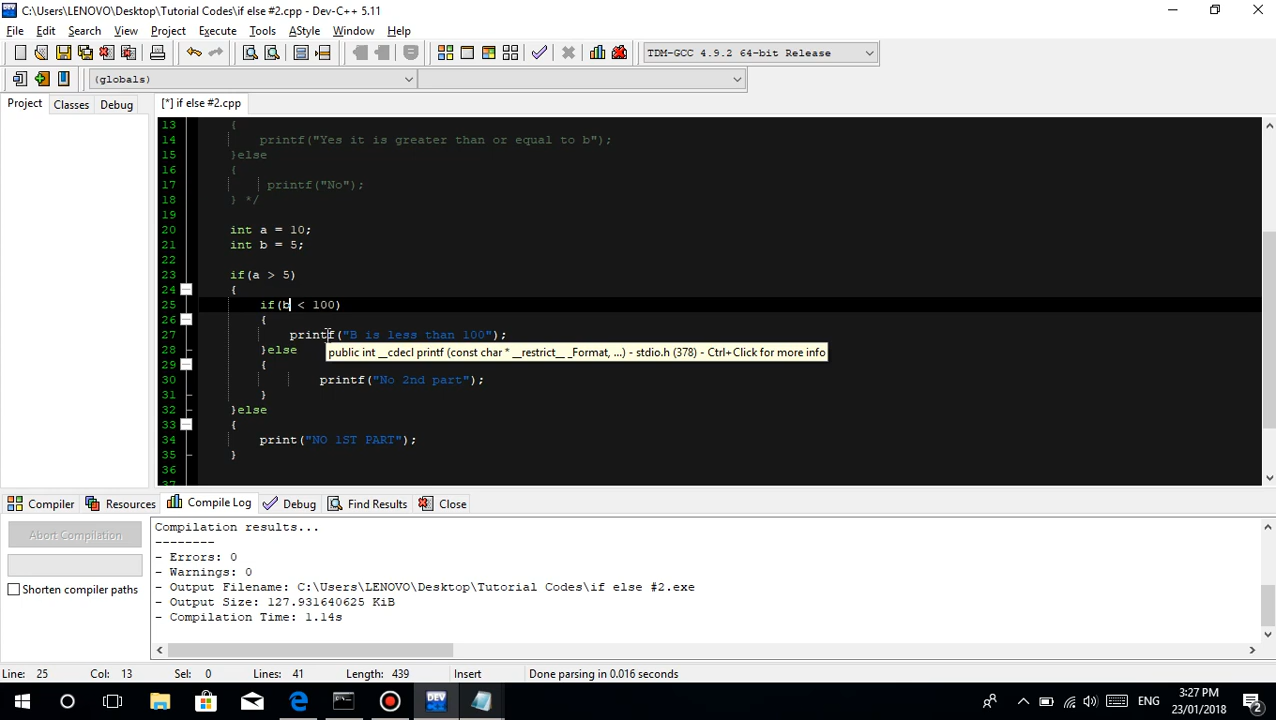 C:\Users\LENOVO\Desktop\Tutorial Codes\if else #2.cpp - Dev-C++ 5.11
File Edit Search View Project Execute Tools AStyle Window Help
TDM-GCC 4.9.2 64-bit Release
(globals)
Project Classes Debug [*] if else #2.cpp
13 {
14 printf("Yes it is greater than or equal to b");
15 }else
16 {
17 printf("No");
18 } */
19
20 int a = 10;
21 int b = 5;
22
23 if(a > 5)
24 {
25 if(b < 100)
26 {
27 printf("B is less than 100");
28 }else
public int __cdecl printf (const char * __restrict__ _Format, ...) - stdio.h (378) - Ctrl+Click for more info
29 {
30 printf("No 2nd part");
31 }
32 }else
33 {
34 print("NO 1ST PART");
35 }
36
37
Compiler Resources Compile Log Debug Find Results Close
Abort Compilation
Shorten compiler paths
Compilation results...
--------
- Errors: 0
- Warnings: 0
- Output Filename: C:\Users\LENOVO\Desktop\Tutorial Codes\if else #2.exe
- Output Size: 127.931640625 KiB
- Compilation Time: 1.14s
Line: 25 Col: 13 Sel: 0 Lines: 41 Length: 439 Insert Done parsing in 0.016 seconds
DEV
ENG
3:27 PM
23/01/2018
2